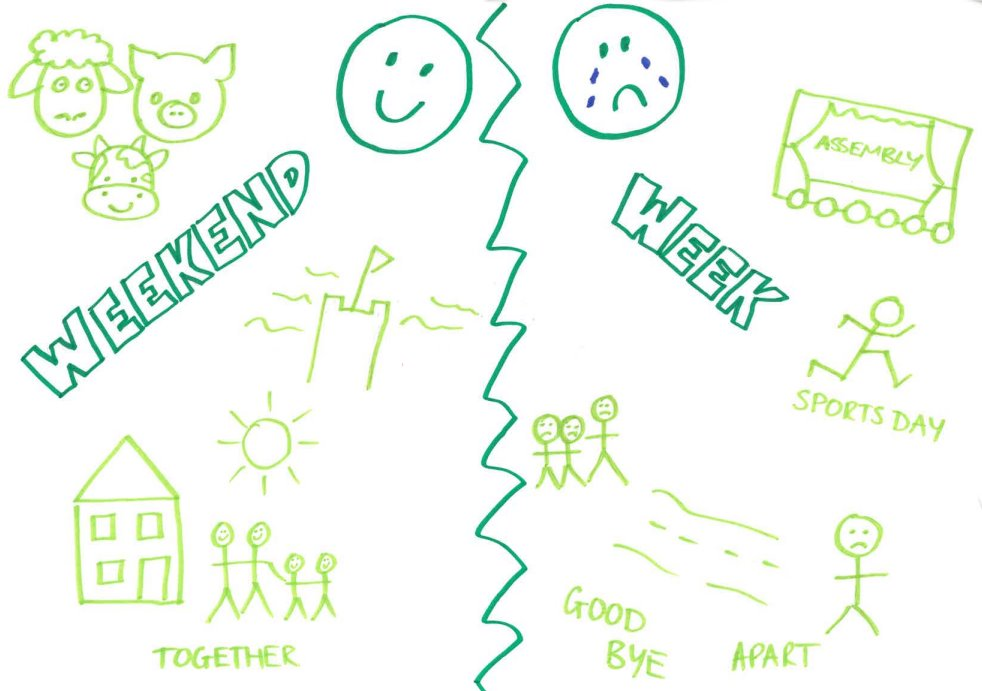 WEEKEND
TOGETHER
WEEK
ASSEMBLY
SPORTS DAY
GOOD
BYE
APART